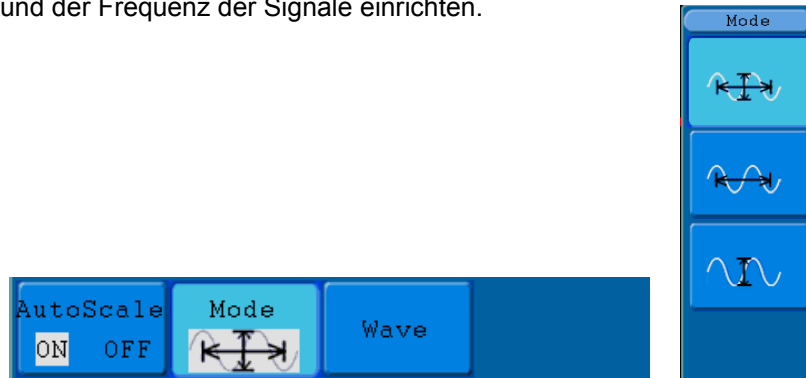 und der Frequenz der Signale einrichten.
Mode
AutoScale
ON OFF
Mode
Wave